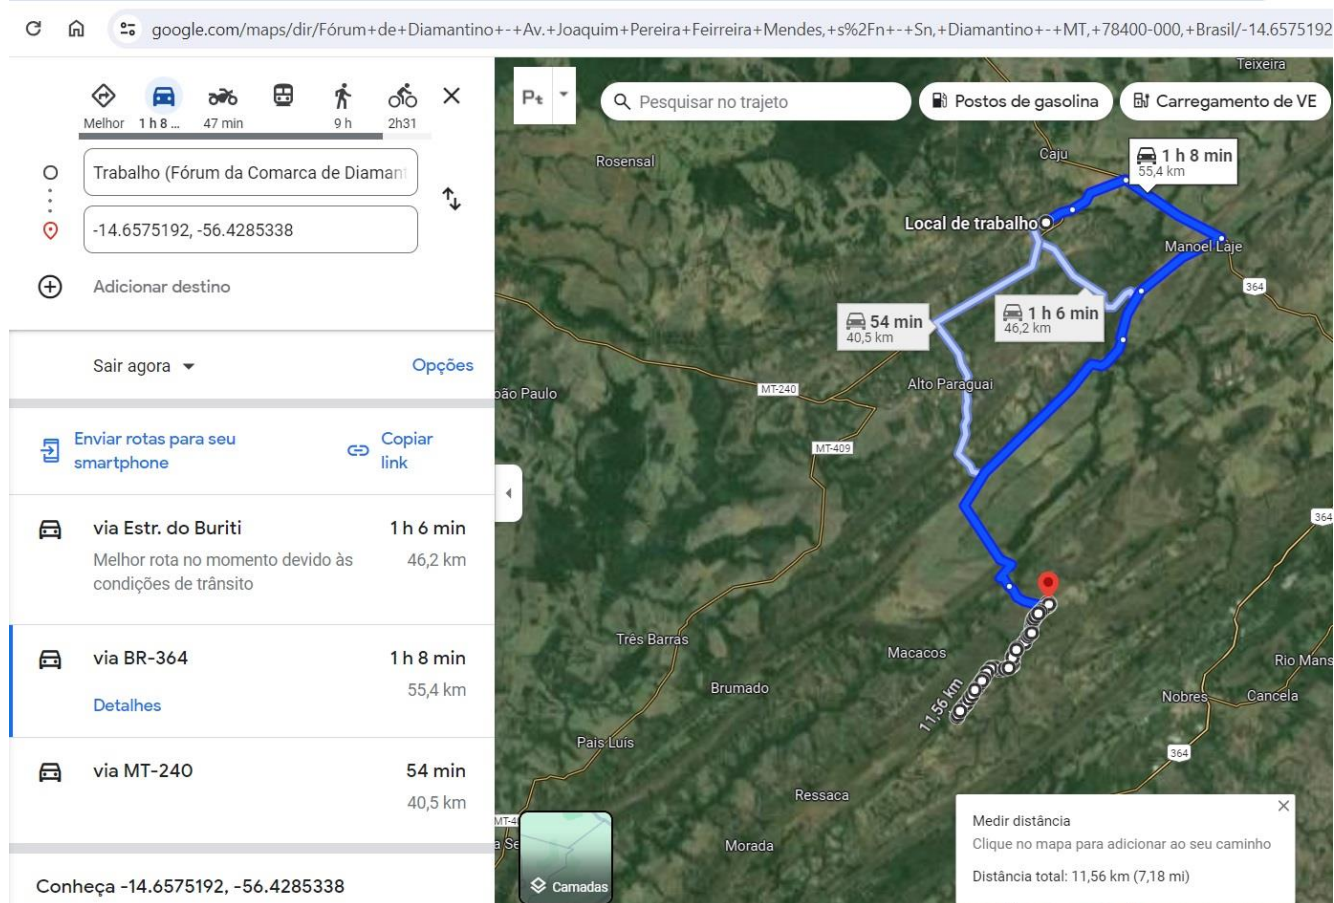 google.com/maps/dir/Fórum+de+Diamantino+-+Av.+Joaquim+Pereira+Feirreira+Mendes,+s%2Fn+-+Sn,+Diamantino+-+MT,+78400-000,+Brasil/-14.6575192
Melhor
1 h 8 ...
47 min
9 h
2h31
Trabalho (Fórum da Comarca de Diamant
-14.6575192, -56.4285338
Adicionar destino
Sair agora
Opções
Enviar rotas para seu
smartphone
Copiar
link
via Estr. do Buriti
1 h 6 min
Melhor rota no momento devido às
condições de trânsito
46,2 km
via BR-364
1 h 8 min
55,4 km
Detalhes
via MT-240
54 min
40,5 km
Conheça -14.6575192, -56.4285338
Pt
Pesquisar no trajeto
Postos de gasolina
Carregamento de VE
Teixeira
Rosensal
Caju
1 h 8 min
55,4 km
Local de trabalho
Manoel Laje
364
54 min
40,5 km
1 h 6 min
46,2 km
Alto Paraguai
MT-240
oão Paulo
MT-409
364
Três Barras
Macacos
Rio Mans
Brumado
11,56 km
Nobres
Cancela
Pais Luís
364
Ressaca
MT-4
a Se
Morada
Camadas
Medir distância
Clique no mapa para adicionar ao seu caminho
Distância total: 11,56 km (7,18 mi)